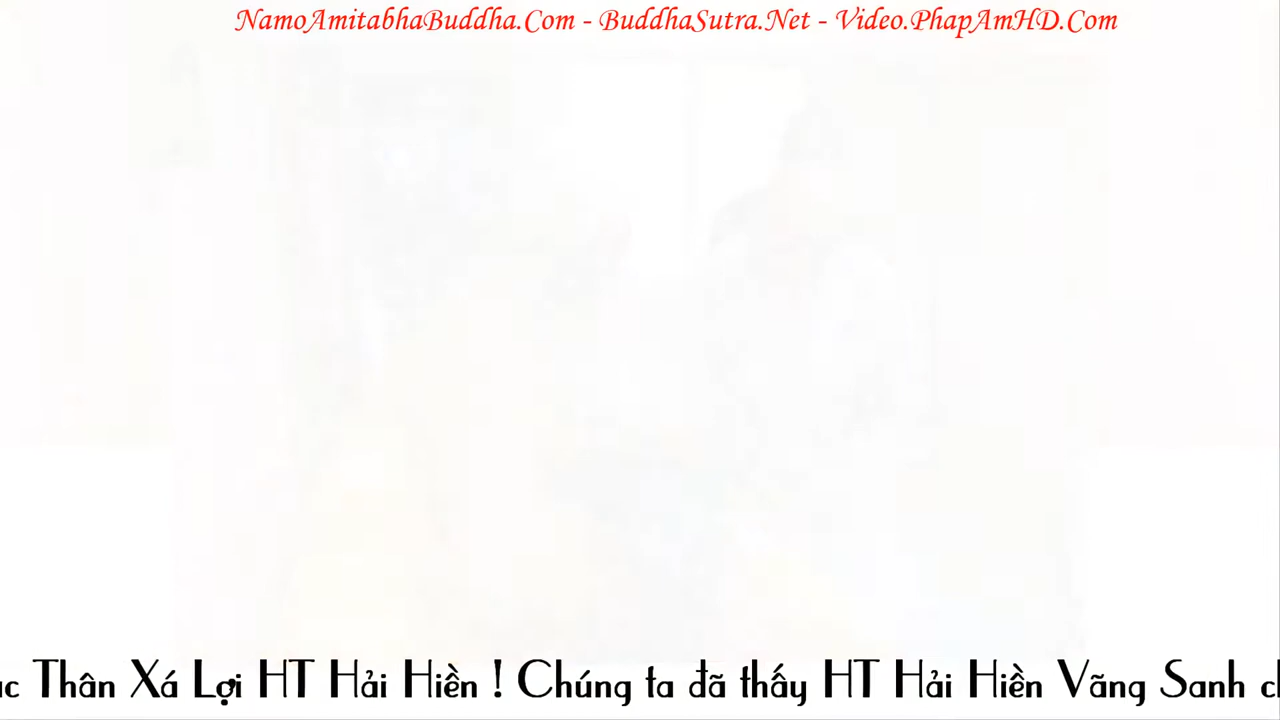 NamoAmitabhaBuddha.Com - BuddhaSutra.Net - Video.PhapAmHD.Com
Thân Xá Lợi HT Hải Hiền ! Chúng ta đã thấy HT Hải Hiền Vãng Sanh